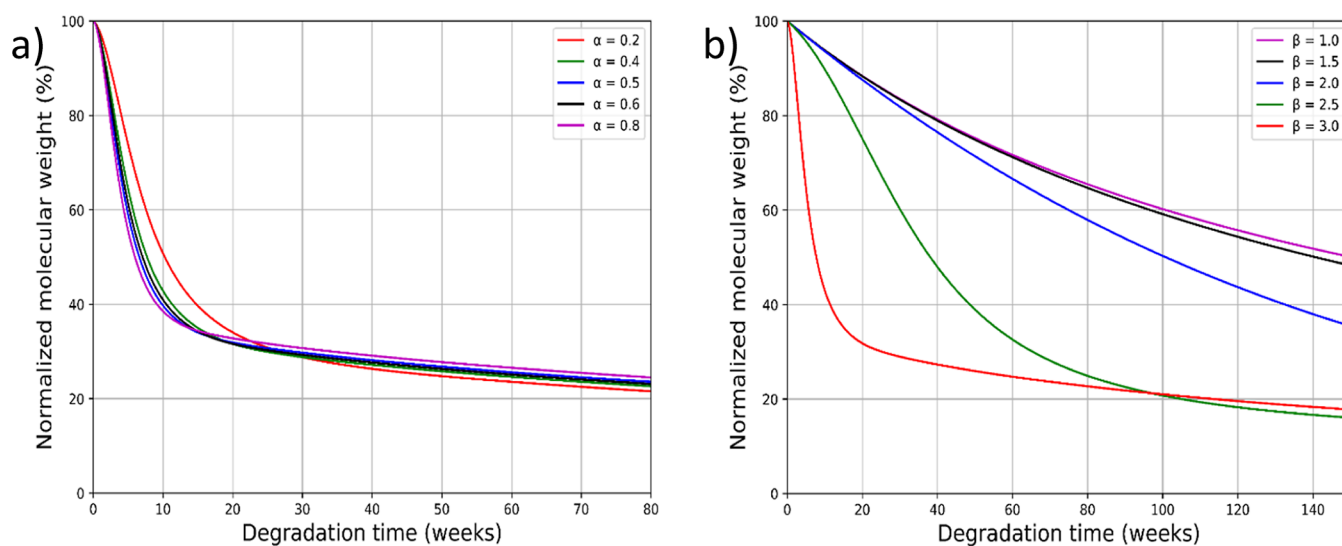 a)
Normalized molecular weight (%)
100
80
60
40
20
0
α = 0.2
α = 0.4
α = 0.5
α = 0.6
α = 0.8
0 10 20 30 40 50 60 70 80
Degradation time (weeks)
b)
Normalized molecular weight (%)
100
80
60
40
20
0
β = 1.0
β = 1.5
β = 2.0
β = 2.5
β = 3.0
0 20 40 60 80 100 120 140
Degradation time (weeks)